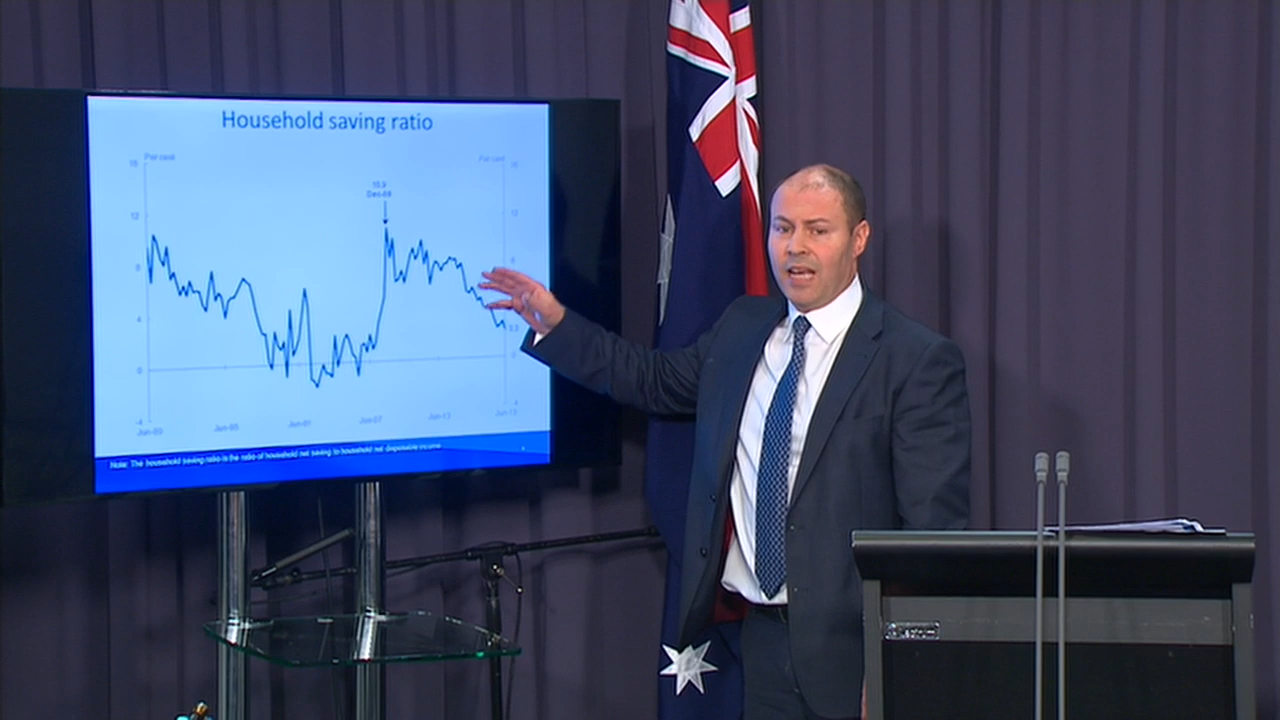 Household saving ratio
Per cent
Per cent
16
16
10.9
Dec-08
12
12
8
8
4
0
0
-4
-4
Jun-89
Jun-95
Jun-01
Jun-07
Jun-13
Jun-19
Note: The household saving ratio is the ratio of household net saving to household net disposable income